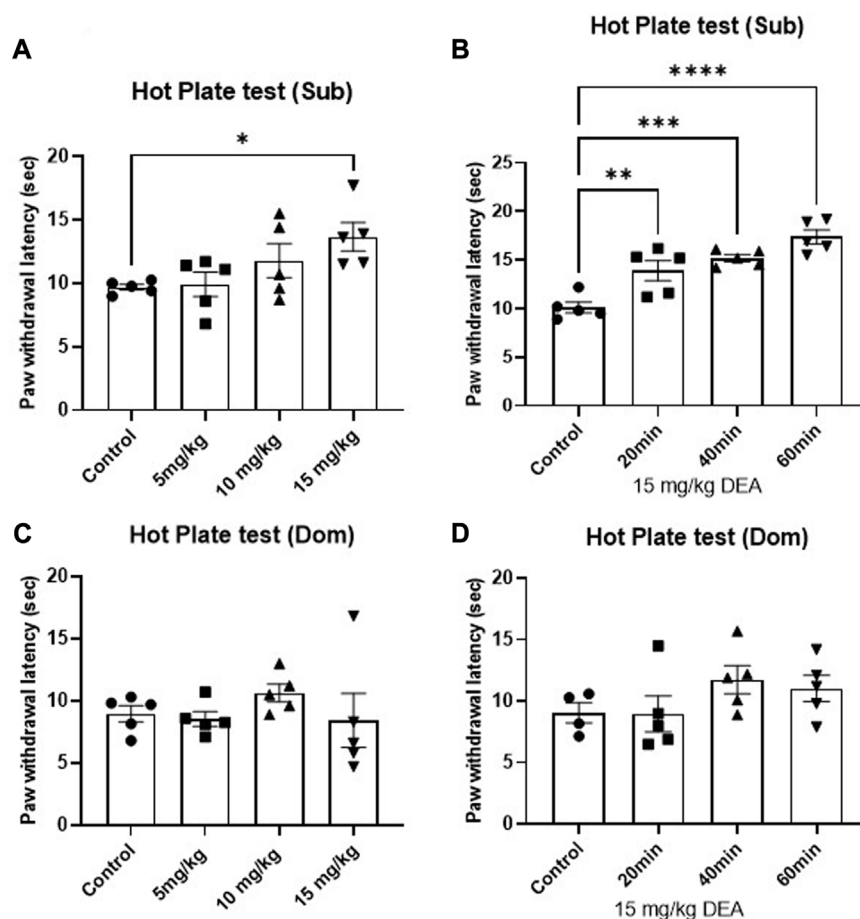 A
Hot Plate test (Sub)
Paw withdrawal latency (sec)
20
15
10
5
0
*
Control
5mg/kg
10 mg/kg
15 mg/kg
B
Hot Plate test (Sub)
Paw withdrawal latency (sec)
25
20
15
10
5
0
****
***
**
Control
20min
40min
60min
15 mg/kg DEA
C
Hot Plate test (Dom)
Paw withdrawal latency (sec)
20
15
10
5
0
Control
5mg/kg
10 mg/kg
15 mg/kg
D
Hot Plate test (Dom)
Paw withdrawal latency (sec)
20
15
10
5
0
Control
20min
40min
60min
15 mg/kg DEA